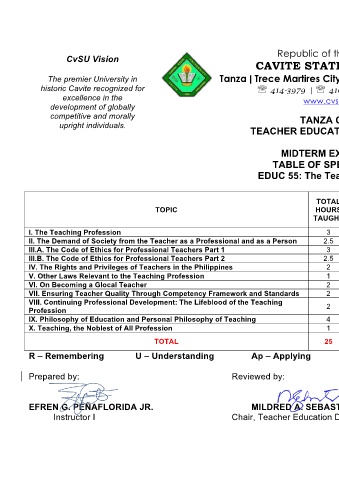 CvSU Vision
The premier University in
historic Cavite recognized for
excellence in the
development of globally
competitive and morally
upright individuals.
Republic of th
CAVITE STAT
Tanza | Trece Martires City
☏ 414-3979 | ☏ 41
www.cvs
TANZA C
TEACHER EDUCAT
MIDTERM EX
TABLE OF SPE
EDUC 55: The Tea
TOPIC
TOTAL
HOURS
TAUGH
I. The Teaching Profession 3
II. The Demand of Society from the Teacher as a Professional and as a Person 2.5
III.A. The Code of Ethics for Professional Teachers Part 1 3
III.B. The Code of Ethics for Professional Teachers Part 2 2.5
IV. The Rights and Privileges of Teachers in the Philippines 2
V. Other Laws Relevant to the Teaching Profession 1
VI. On Becoming a Glocal Teacher 2
VII. Ensuring Teacher Quality Through Competency Framework and Standards 2
VIII. Continuing Professional Development: The Lifeblood of the Teaching
Profession 2
IX. Philosophy of Education and Personal Philosophy of Teaching 4
X. Teaching, the Noblest of All Profession 1
TOTAL 25
R – Remembering U – Understanding Ap – Applying
Prepared by: Reviewed by:
EFREN G. PEÑAFLORIDA JR. MILDRED A. SEBAST
Instructor I Chair, Teacher Education D